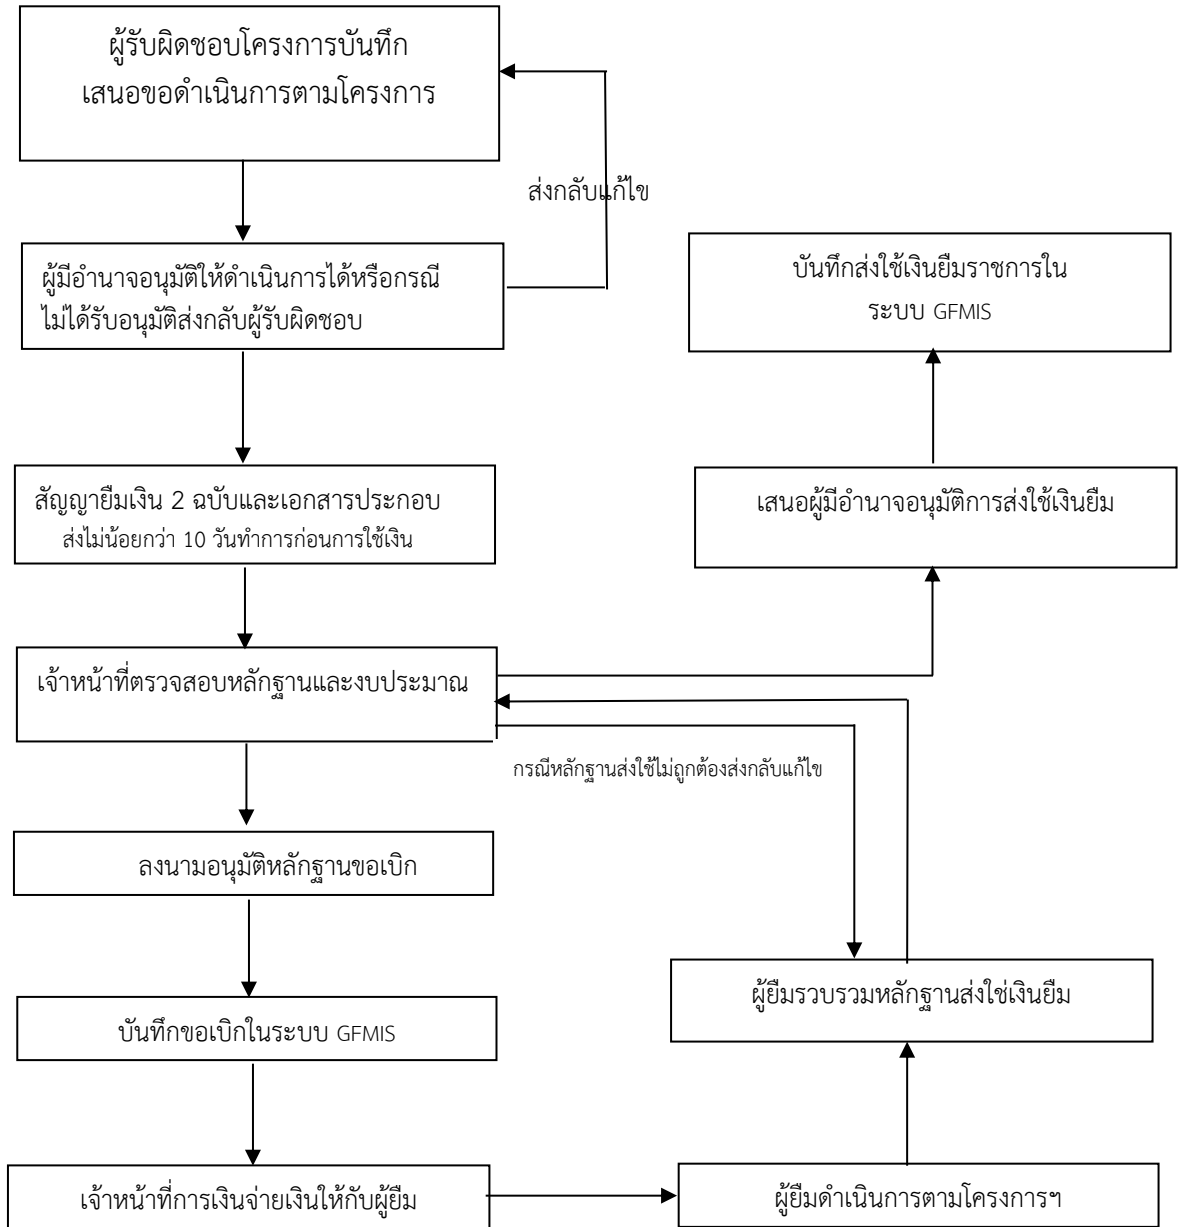 ผู้รับผิดชอบโครงการบันทึก
เสนอขอดำเนินการตามโครงการ
ส่งกลับแก้ไข
ผู้มีอำนาจอนุมัติให้ดำเนินการได้หรือกรณี
ไม่ได้รับอนุมัติส่งกลับผู้รับผิดชอบ
บันทึกส่งใช้เงินยืมราชการใน
ระบบ GFMIS
สัญญายืมเงิน 2 ฉบับและเอกสารประกอบ
ส่งไม่น้อยกว่า 10 วันทำการก่อนการใช้เงิน
เสนอผู้มีอำนาจอนุมัติการส่งใช้เงินยืม
เจ้าหน้าที่ตรวจสอบหลักฐานและงบประมาณ
กรณีหลักฐานส่งใช้ไม่ถูกต้องส่งกลับแก้ไข
ลงนามอนุมัติหลักฐานขอเบิก
ผู้ยืมรวบรวมหลักฐานส่งใช่เงินยืม
บันทึกขอเบิกในระบบ GFMIS
เจ้าหน้าที่การเงินจ่ายเงินให้กับผู้ยืม
ผู้ยืมดำเนินการตามโครงการฯ